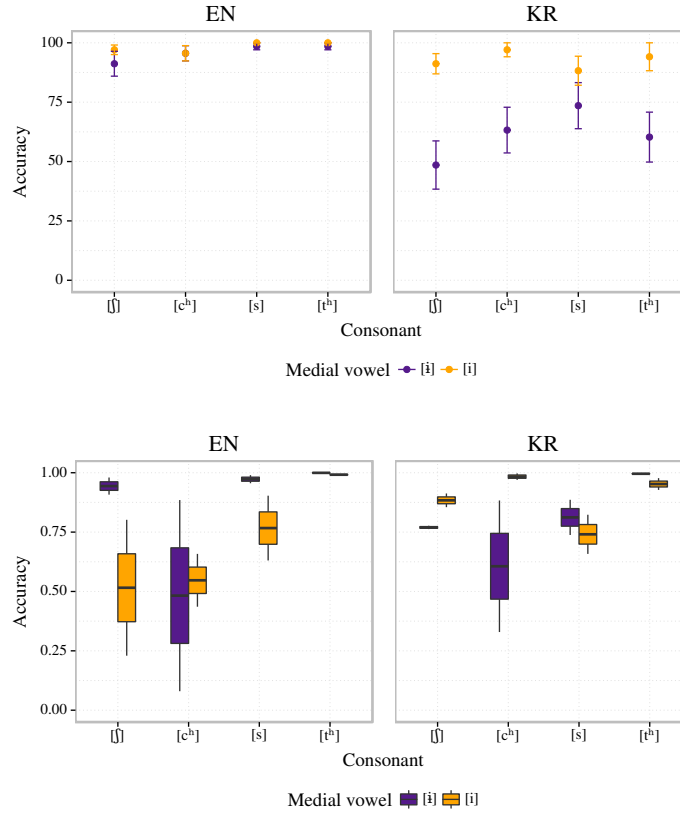 EN KR
100
75
50
25
0
Accuracy
[ʃ] [cʰ] [s] [tʰ] [ʃ] [cʰ] [s] [tʰ]
Consonant
Medial vowel [ɨ] [i]
EN KR
1.00
0.75
0.50
0.25
0.00
Accuracy
[ʃ] [cʰ] [s] [tʰ] [ʃ] [cʰ] [s] [tʰ]
Consonant
Medial vowel [ɨ] [i]